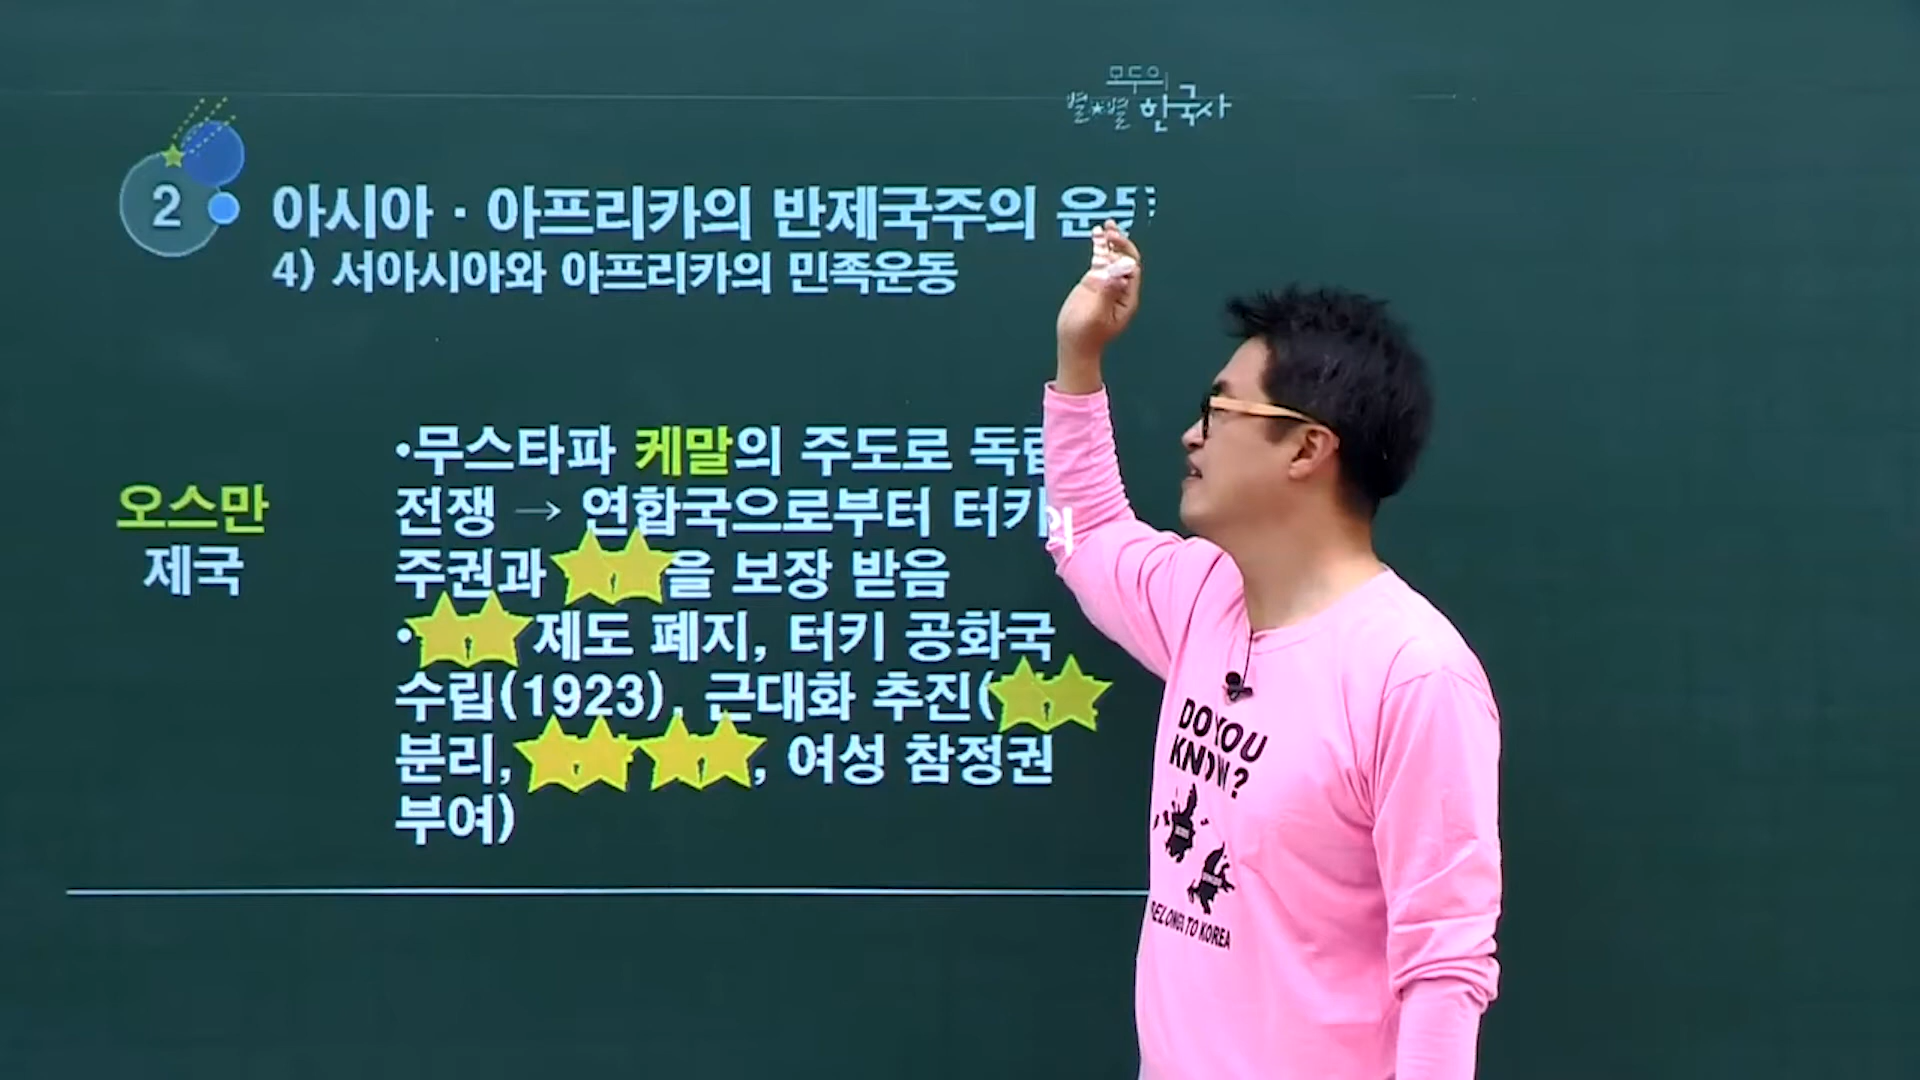 모두의
별★별 한국사
2
아시아·아프리카의 반제국주의
4) 서아시아와 아프리카의 민족운동
오스만
제국
•무스타파 케말의 주도로 독립
전쟁 → 연합국으로부터 터키의
주권과 을 보장 받음
• 제도 폐지, 터키 공화국
수립(1923), 근대화 추진(
분리, , 여성 참정권
부여)
DO YOU
KNOW?
BELONGS TO KOREA